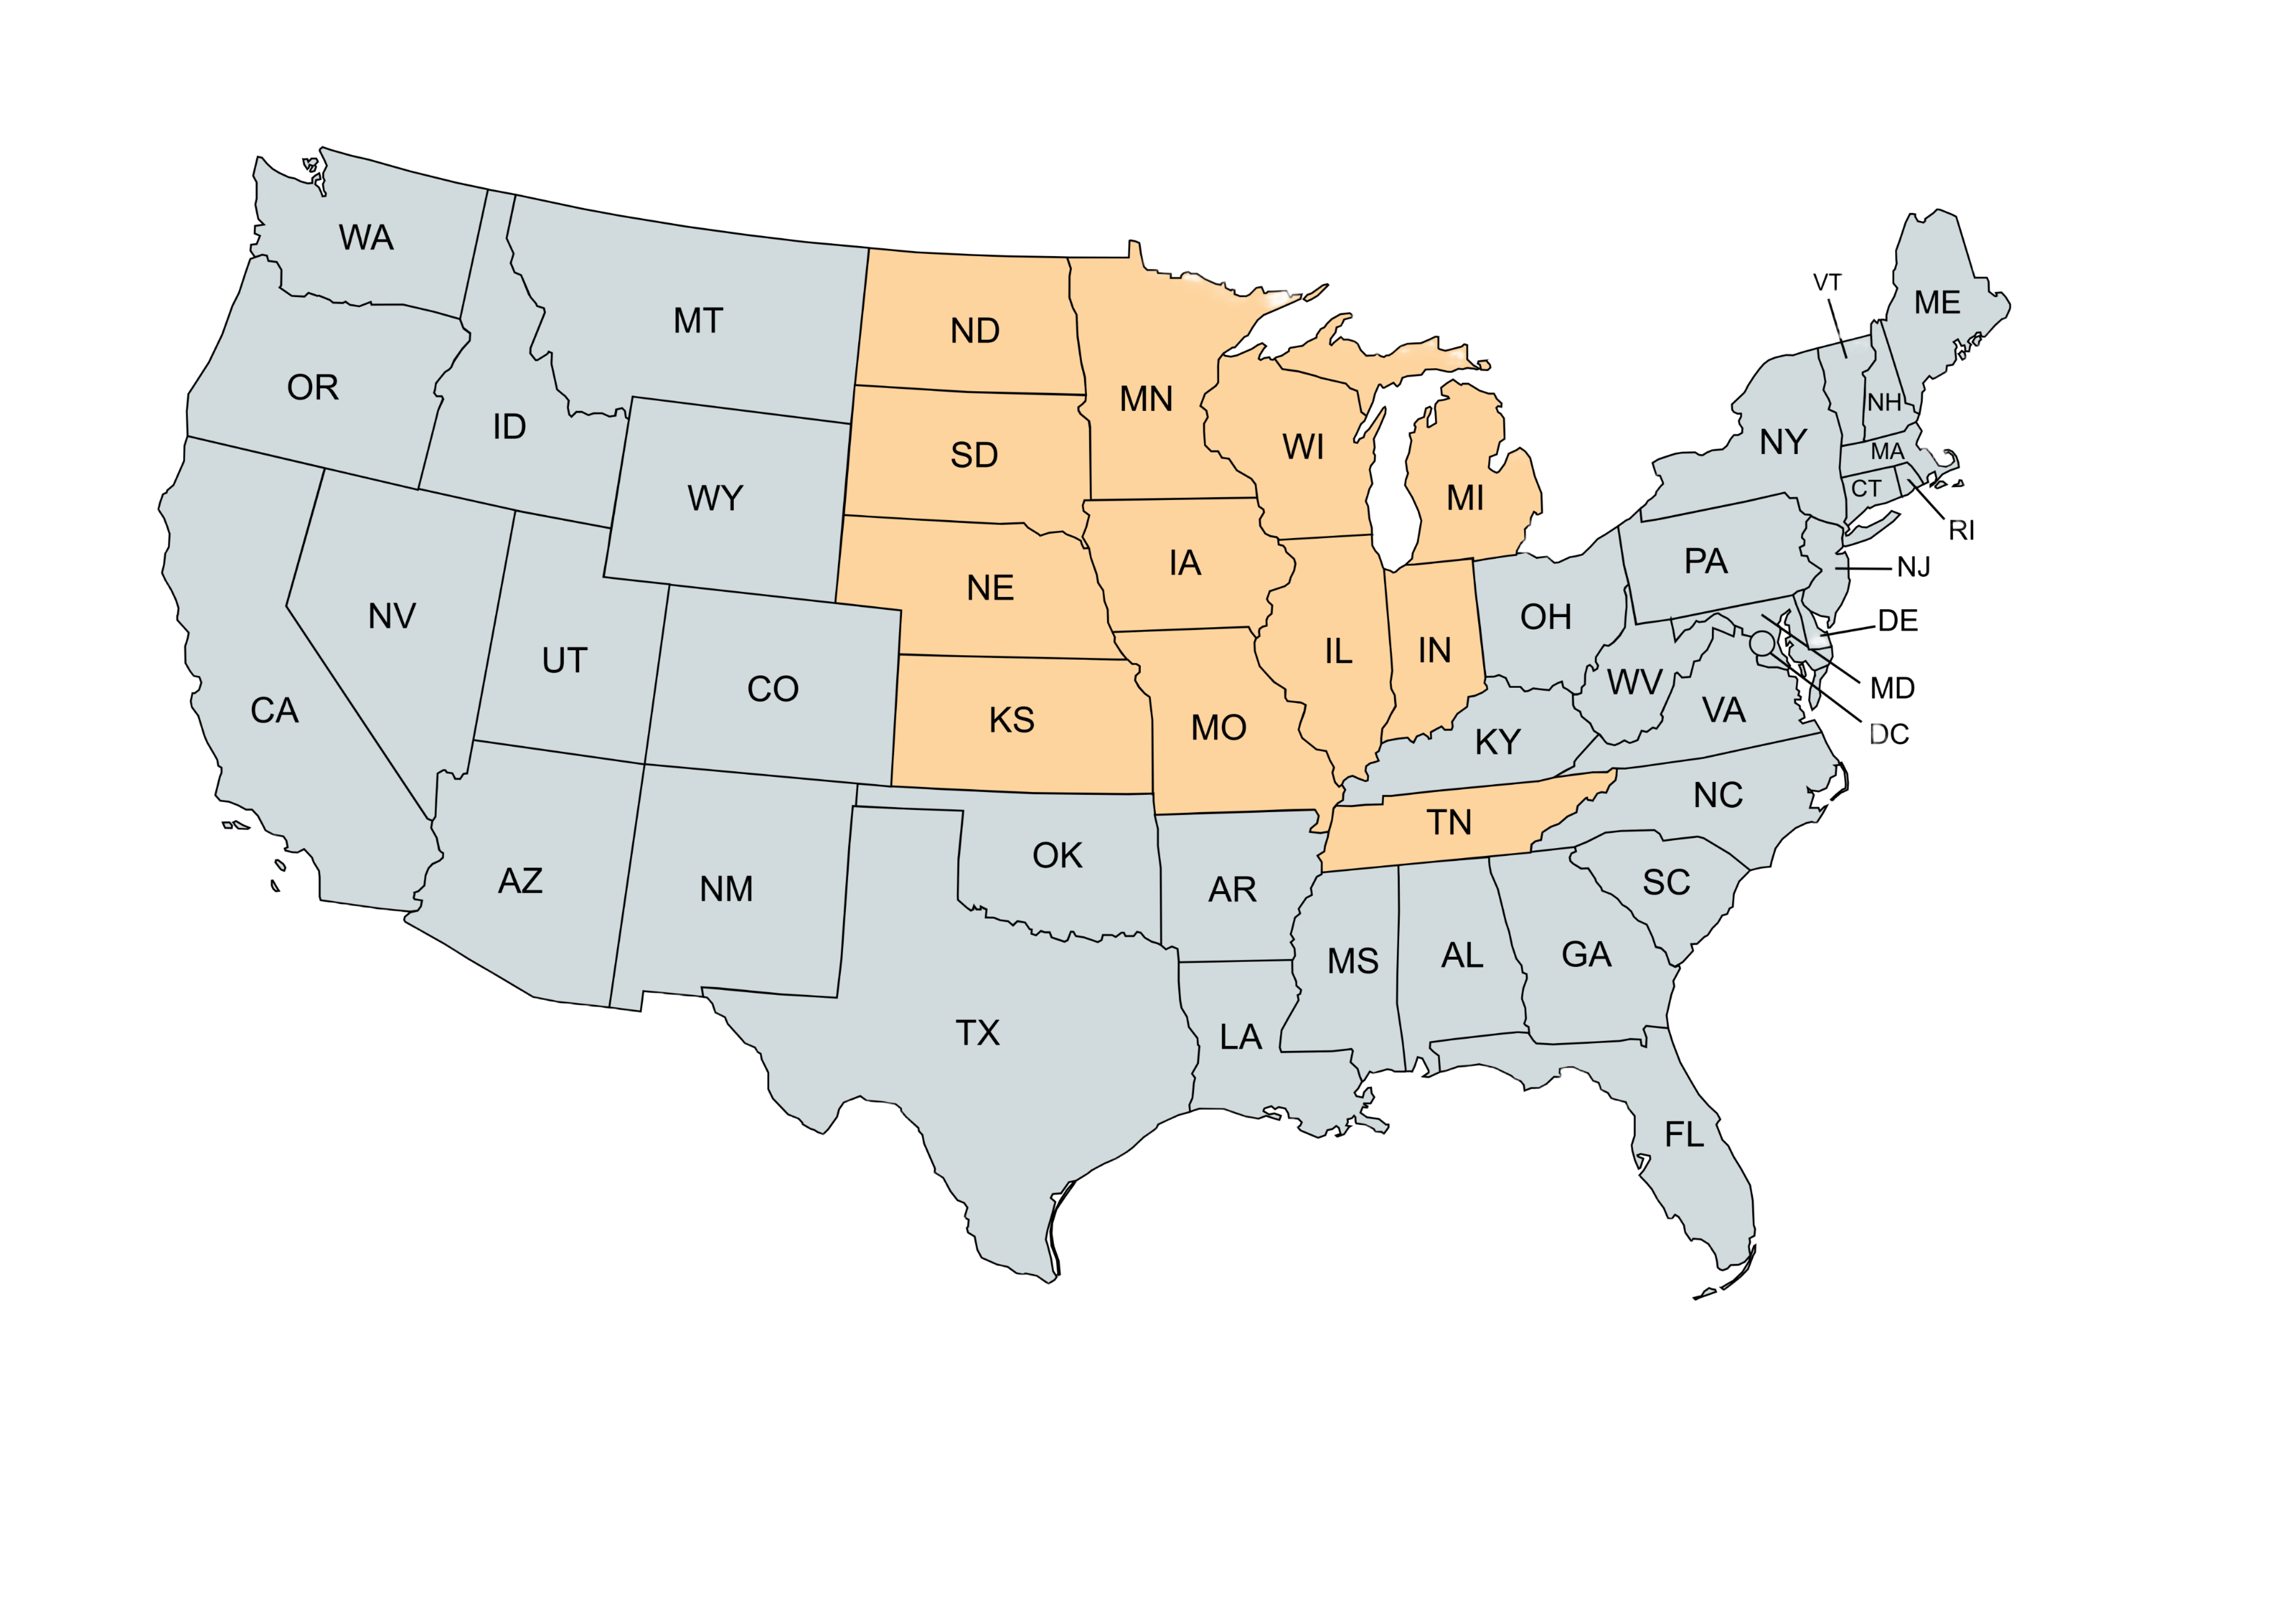 WA
MT
ND
MN
VT
ME
OR
ID
SD
WI
NY
NH
MA
WY
MI
CT
RI
NE
IA
PA
NJ
NV
UT
CO
IL
IN
OH
DE
CA
KS
MO
KY
WV
VA
MD
DC
AZ
NM
OK
AR
TN
NC
SC
TX
LA
MS
AL
GA
FL